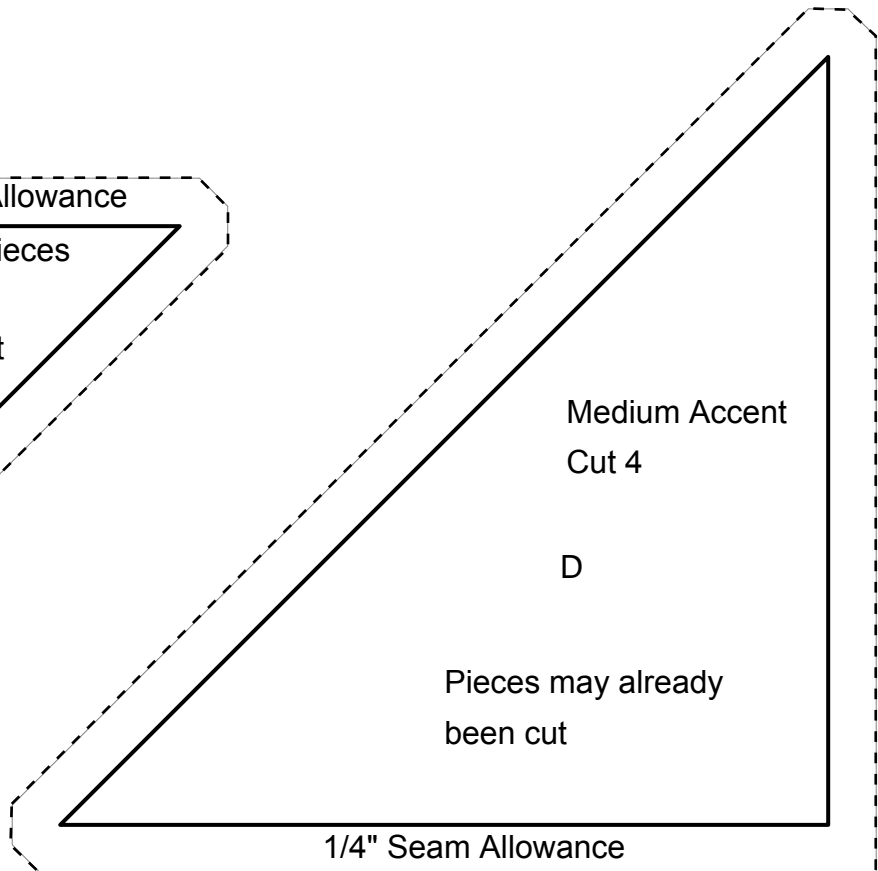 Allowance
ieces
t
Medium Accent
Cut 4
D
Pieces may already
been cut
1/4" Seam Allowance